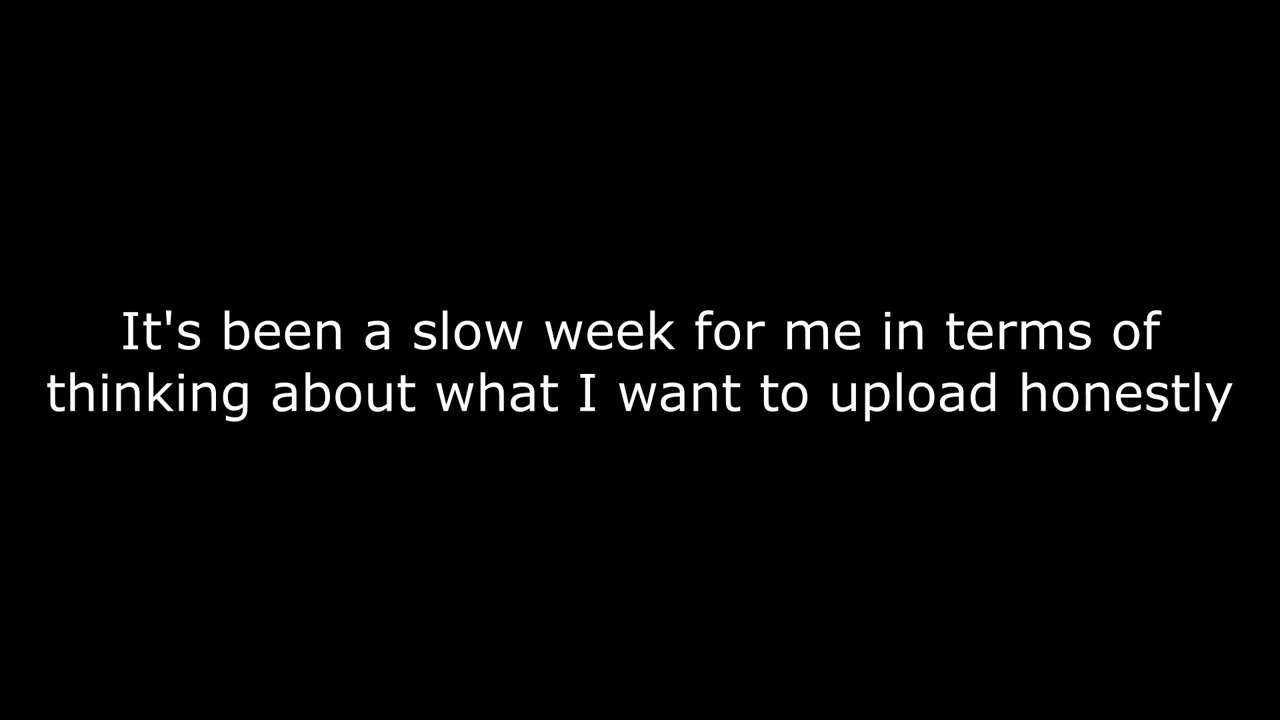 It's been a slow week for me in terms of
thinking about what I want to upload honestly